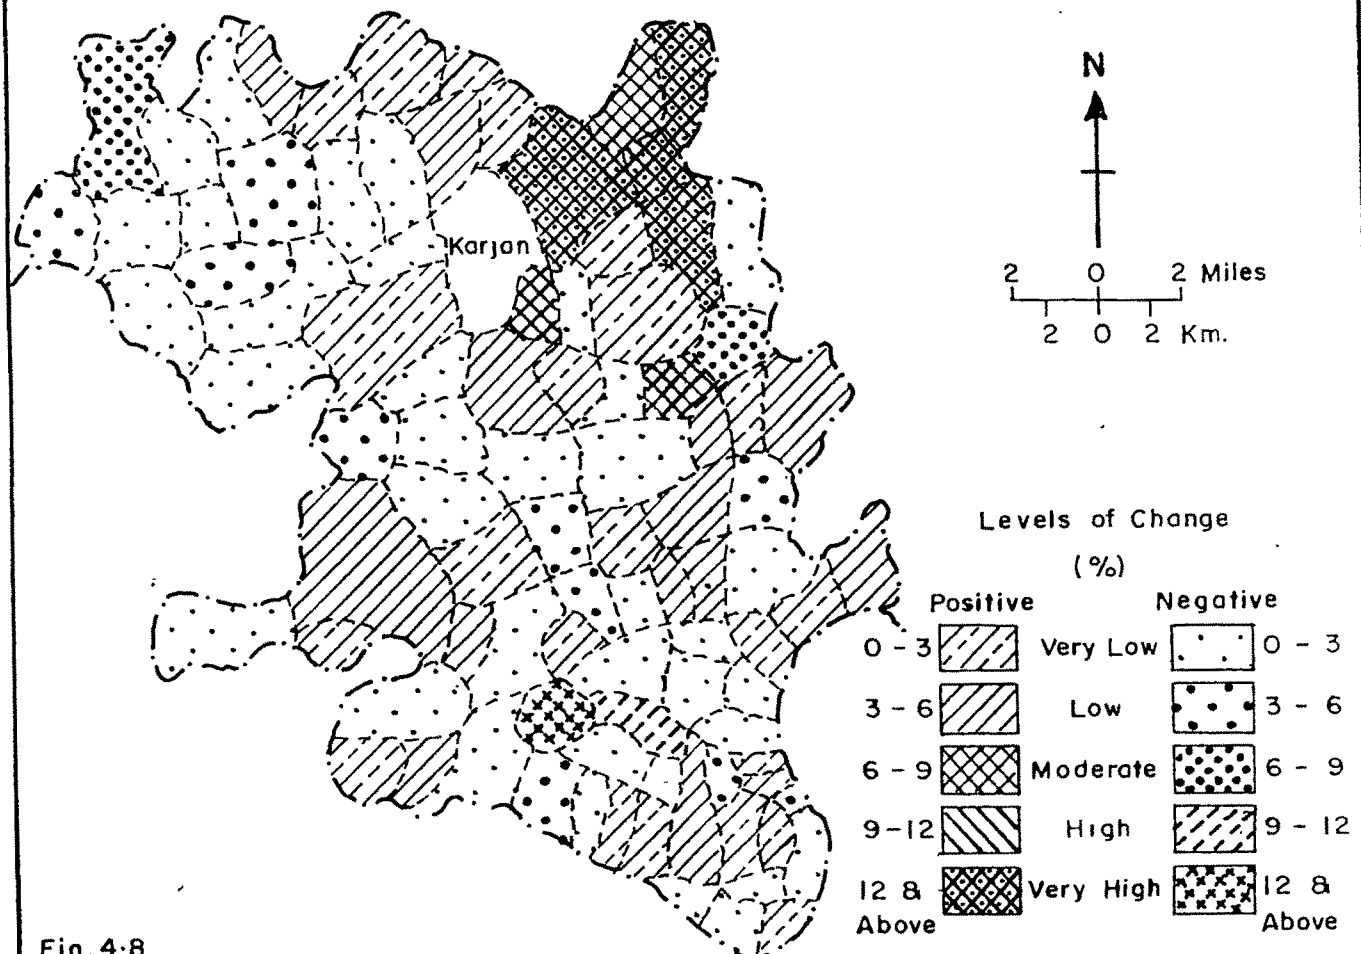 N
Karjan
2 0 2 Miles
2 0 2 Km.
Levels of Change
(%)
Positive Negative
0 - 3 Very Low 0 - 3
3 - 6 Low 3 - 6
6 - 9 Moderate 6 - 9
9-12 High 9 - 12
12 & Above Very High 12 & Above
Fig. 4.8